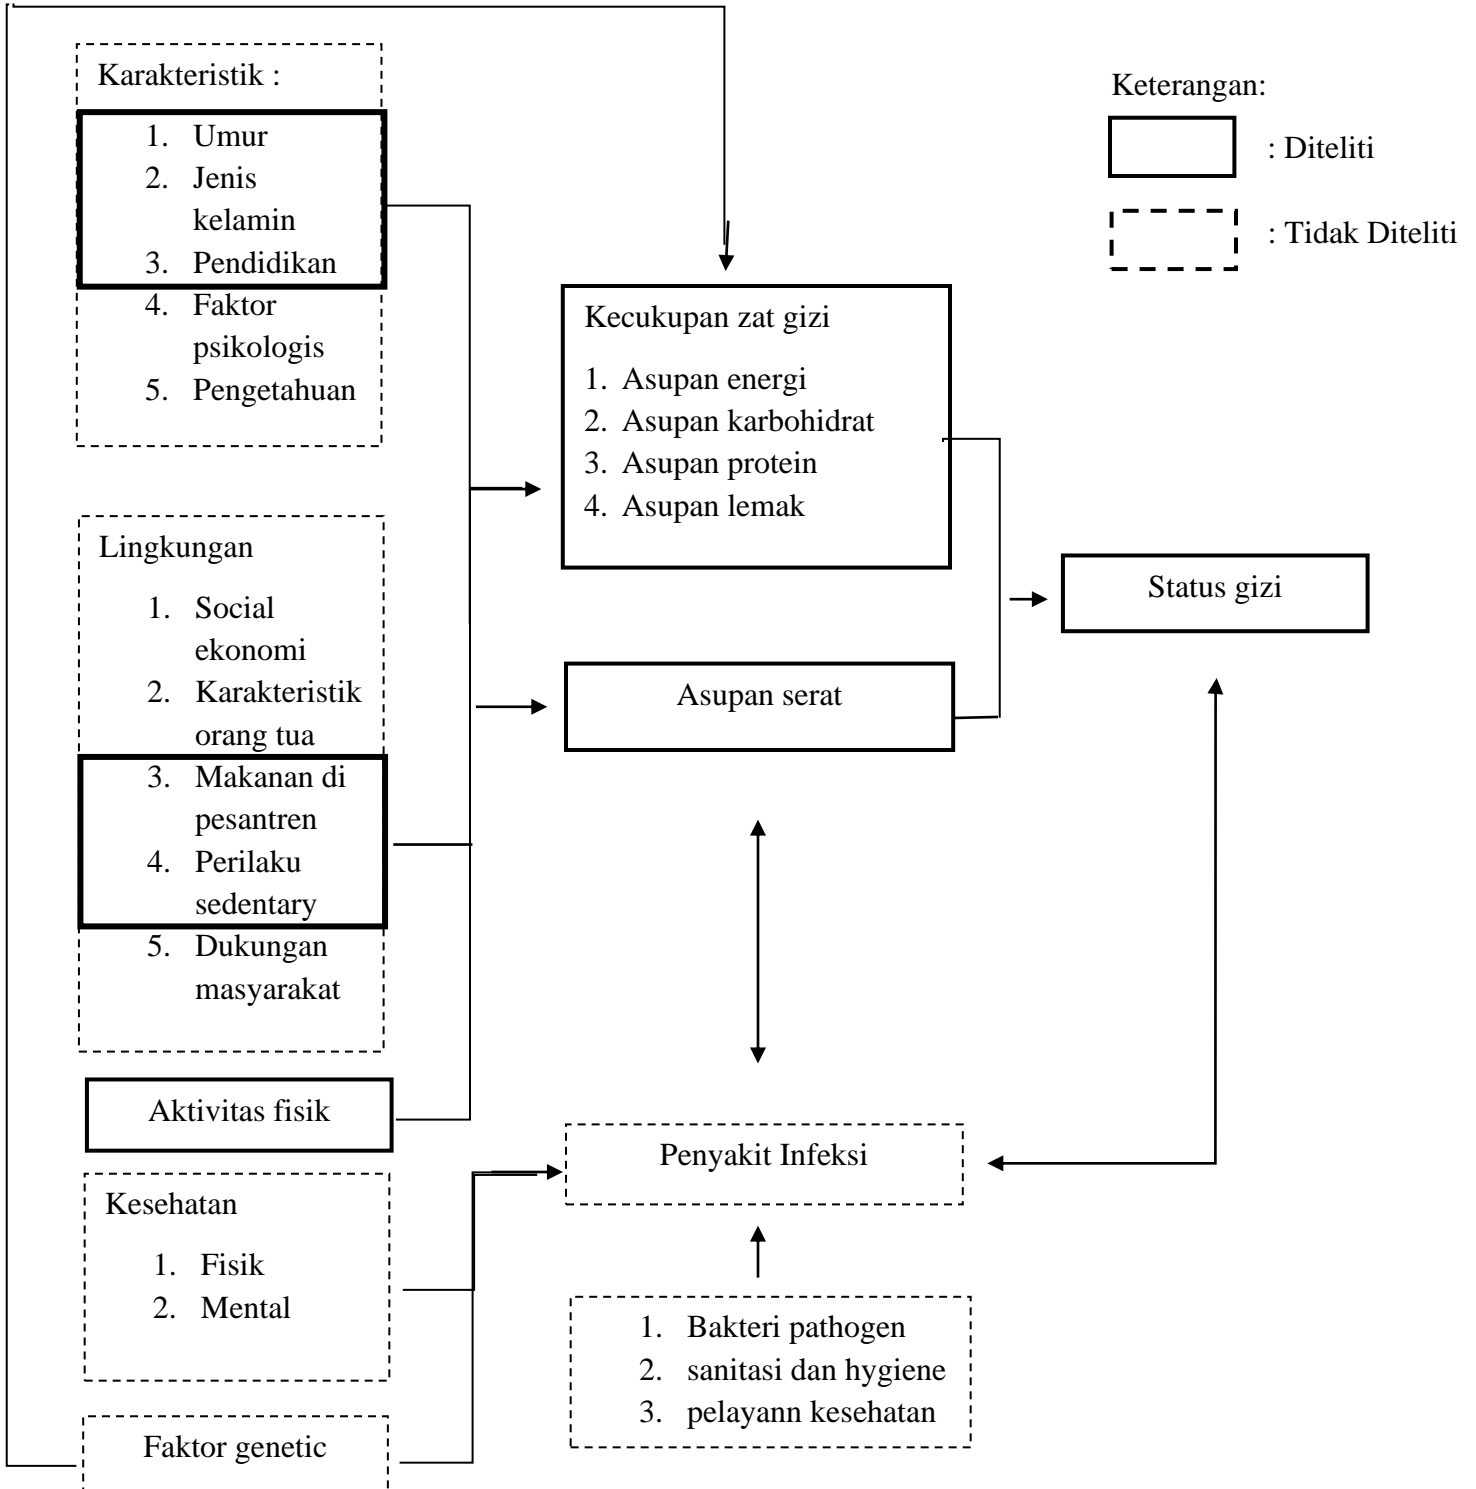 Karakteristik :
1. Umur
2. Jenis
kelamin
3. Pendidikan
4. Faktor
psikologis
5. Pengetahuan
Lingkungan
1. Social
ekonomi
2. Karakteristik
orang tua
3. Makanan di
pesantren
4. Perilaku
sedentary
5. Dukungan
masyarakat
Aktivitas fisik
Kesehatan
1. Fisik
2. Mental
Faktor genetic
Kecukupan zat gizi
1. Asupan energi
2. Asupan karbohidrat
3. Asupan protein
4. Asupan lemak
Asupan serat
Penyakit Infeksi
1. Bakteri pathogen
2. sanitasi dan hygiene
3. pelayann kesehatan
Status gizi
Keterangan:
: Diteliti
: Tidak Diteliti